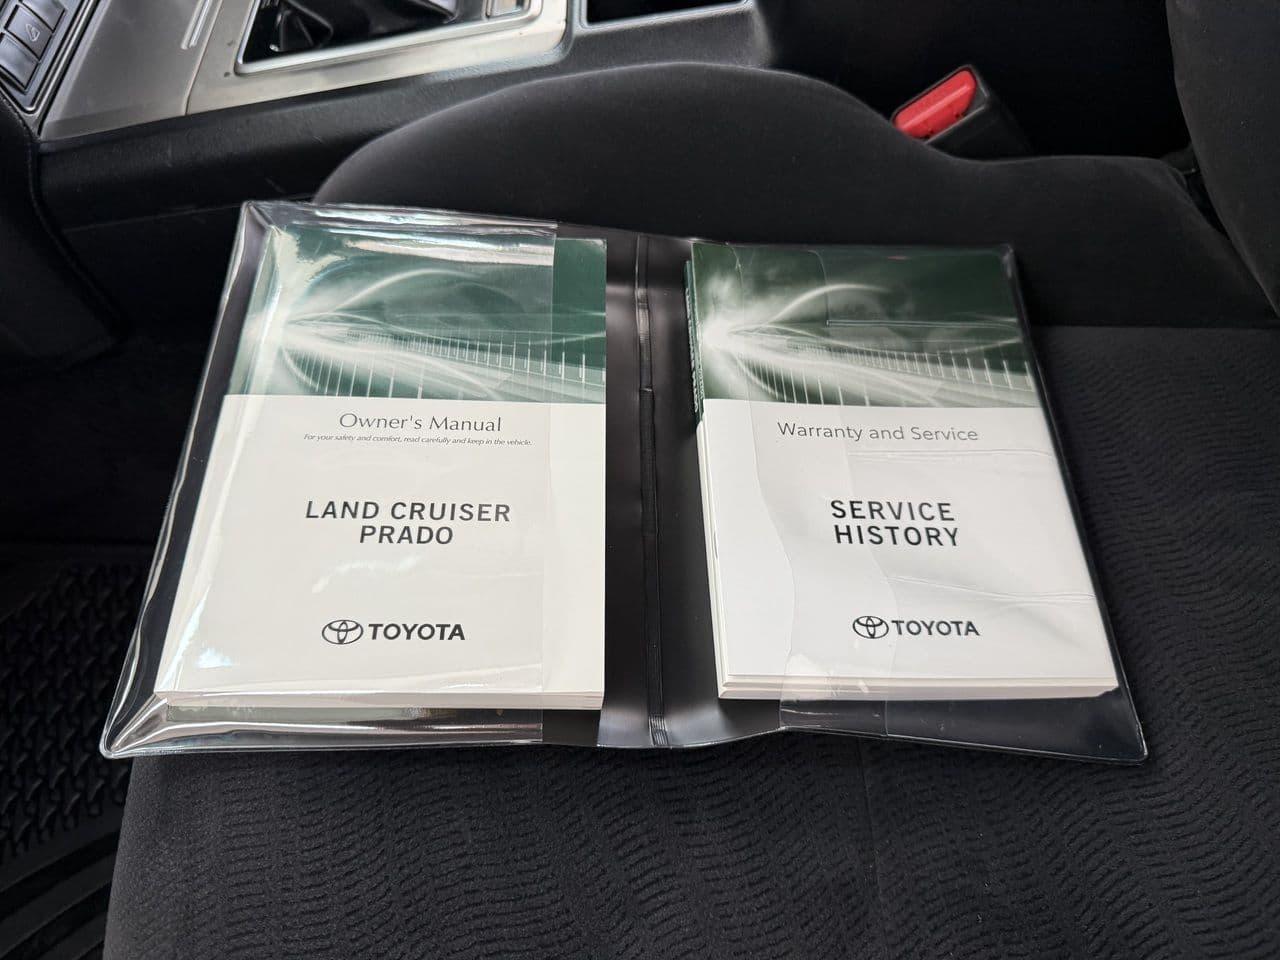 Owner's Manual
For your safety and comfort, read carefully and keep in the vehicle.
LAND CRUISER
PRADO
TOYOTA
Warranty and Service
SERVICE
HISTORY
TOYOTA